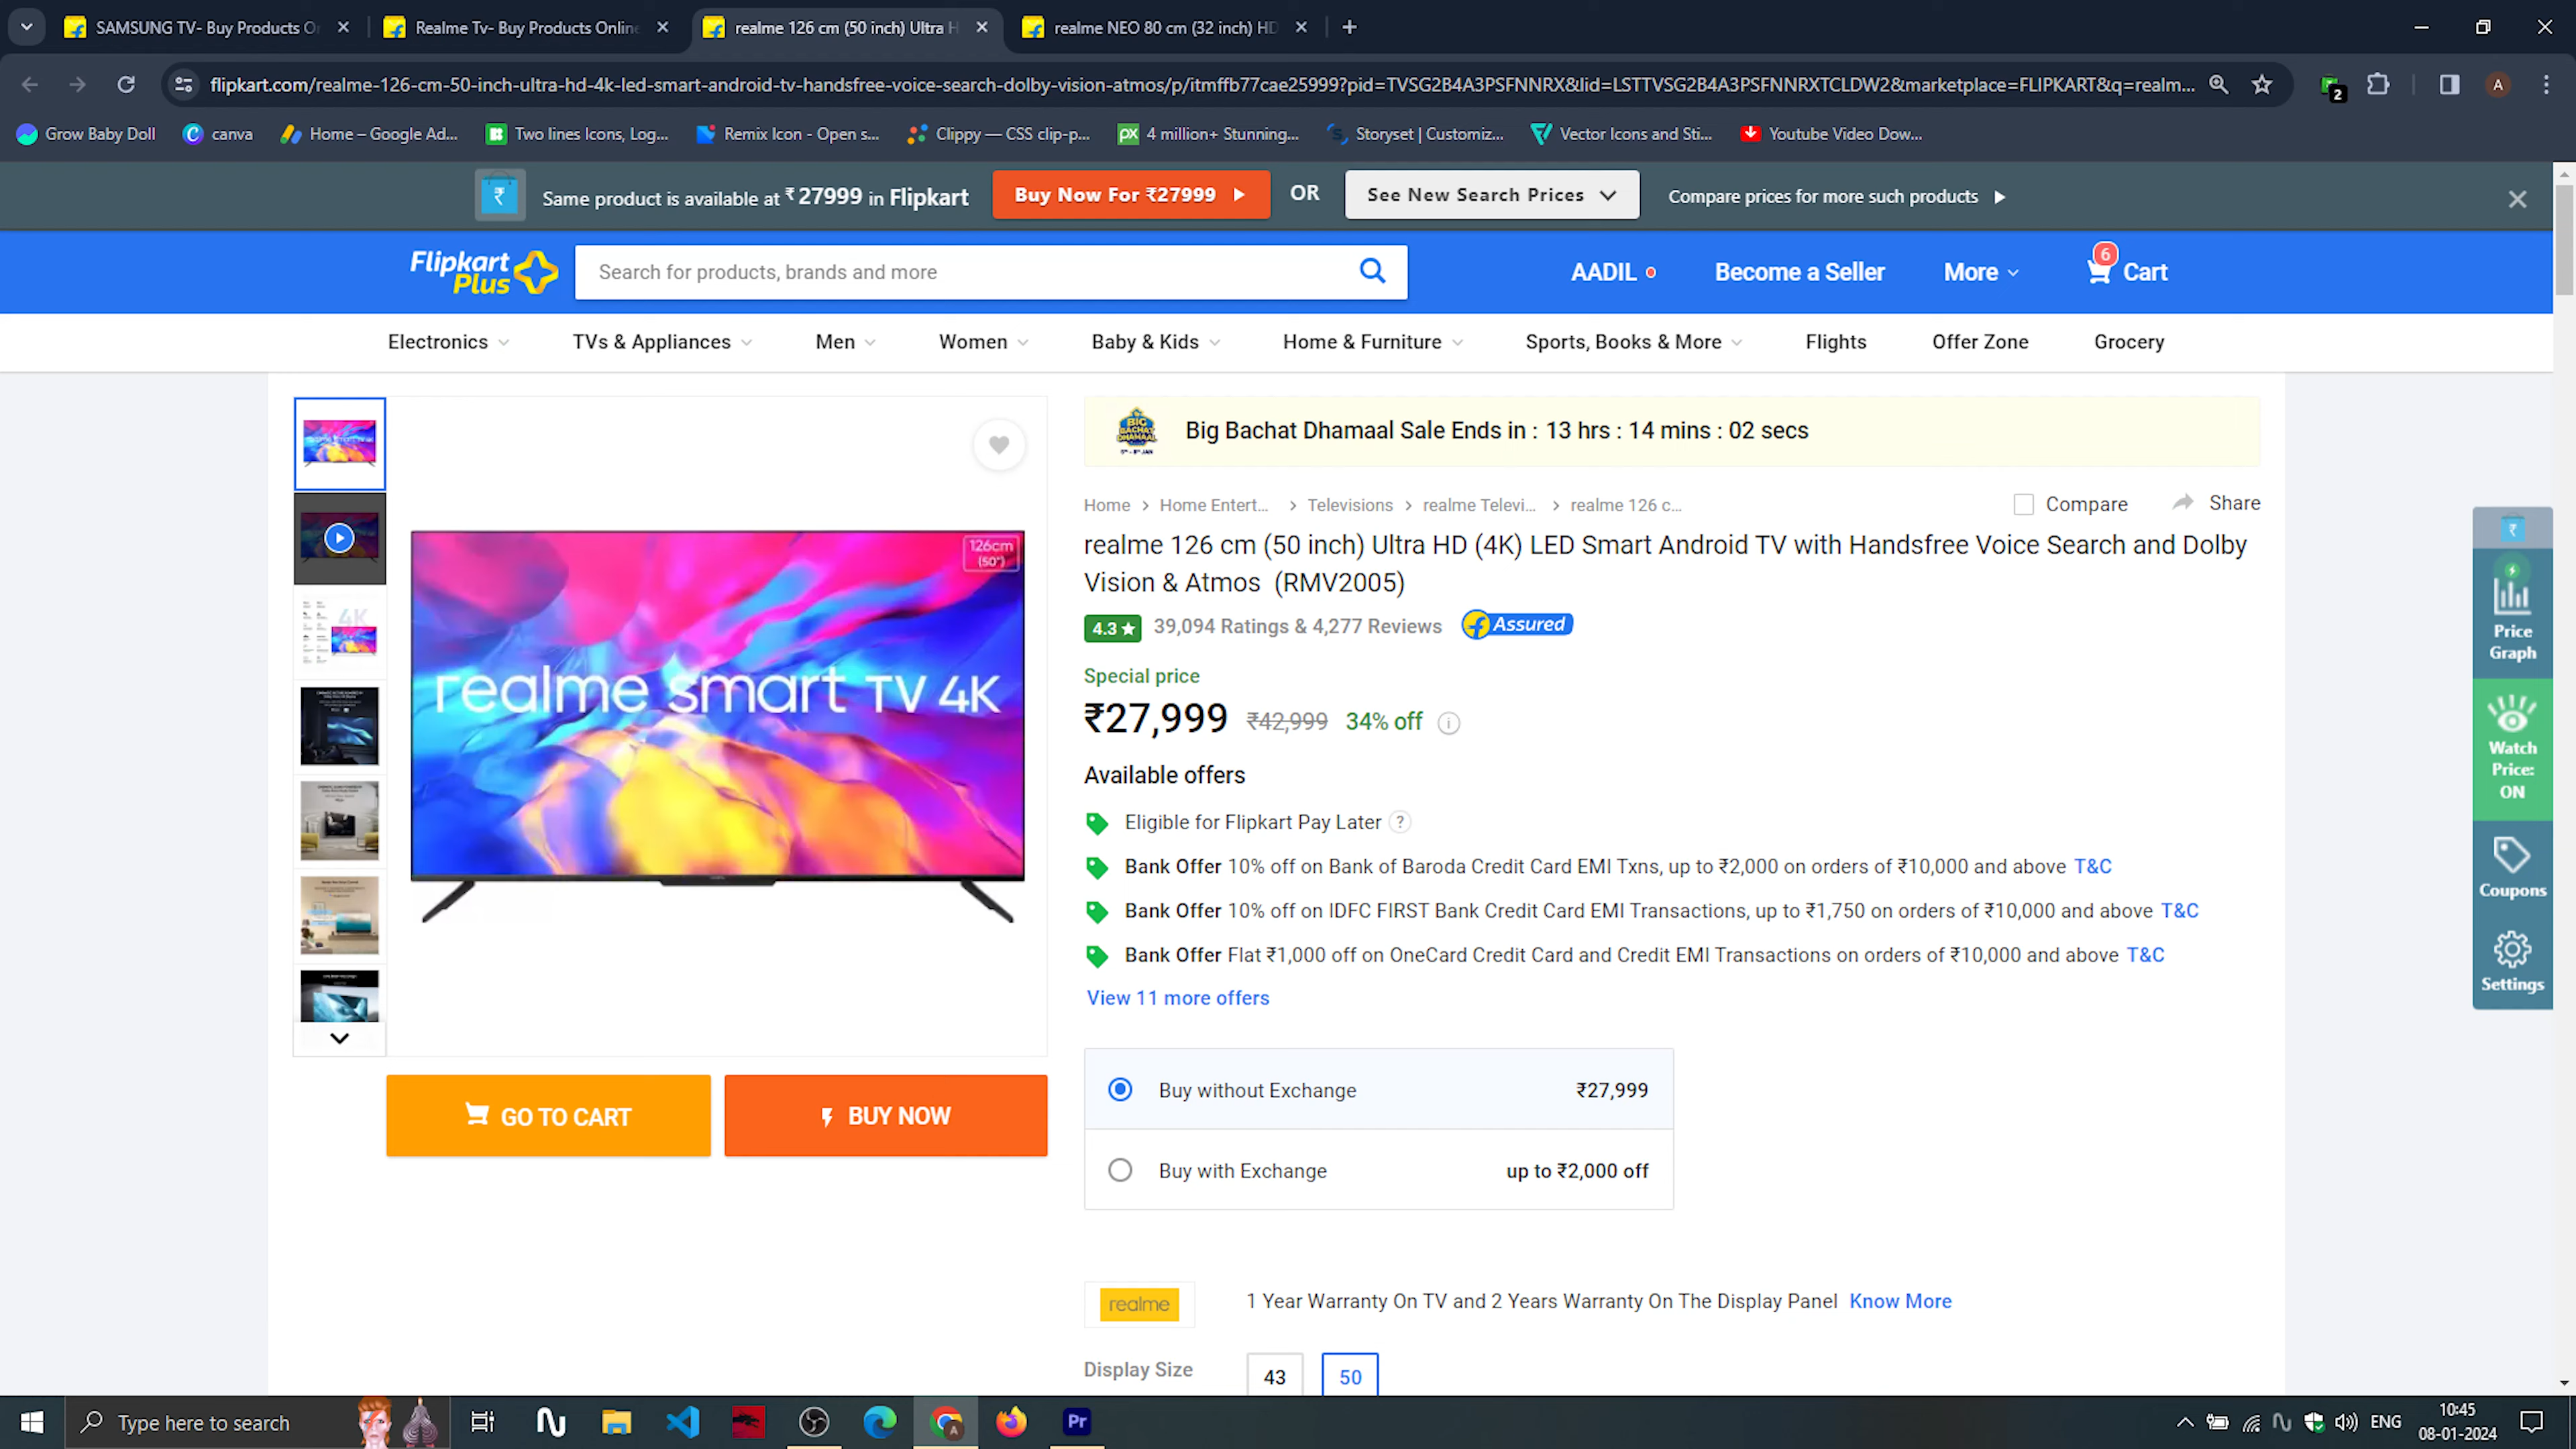 SAMSUNG TV- Buy Products O
Realme Tv- Buy Products Online
realme 126 cm (50 inch) Ultra H
realme NEO 80 cm (32 inch) HD
flipkart.com/realme-126-cm-50-inch-ultra-hd-4k-led-smart-android-tv-handsfree-voice-search-dolby-vision-atmos/p/itmffb77cae25999?pid=TVSG2B4A3PSFNNRX&lid=LSTTVSG2B4A3PSFNNRXTCLDW2&marketplace=FLIPKART&q=realm...
2
A
Grow Baby Doll
canva
Home – Google Ad...
Two lines Icons, Log...
Remix Icon - Open s...
Clippy — CSS clip-p...
4 million+ Stunning...
Storyset | Customiz...
Vector Icons and Sti...
Youtube Video Dow...
Same product is available at ₹27999 in Flipkart
Buy Now For ₹27999
OR
See New Search Prices
Compare prices for more such products
Flipkart
Plus
Search for products, brands and more
AADIL
Become a Seller
More
6
Cart
Electronics
TVs & Appliances
Men
Women
Baby & Kids
Home & Furniture
Sports, Books & More
Flights
Offer Zone
Grocery
126cm
(50")
realme smart TV 4K
GO TO CART
BUY NOW
BIG
BACHAT
DHAMAAL
Big Bachat Dhamaal Sale Ends in : 13 hrs : 14 mins : 02 secs
Home > Home Entert... > Televisions > realme Televi... > realme 126 c...
Compare
Share
realme 126 cm (50 inch) Ultra HD (4K) LED Smart Android TV with Handsfree Voice Search and Dolby
Vision & Atmos (RMV2005)
4.3★ 39,094 Ratings & 4,277 Reviews
Assured
Special price
₹27,999 ₹42,999 34% off
Available offers
Eligible for Flipkart Pay Later ?
Bank Offer 10% off on Bank of Baroda Credit Card EMI Txns, up to ₹2,000 on orders of ₹10,000 and above T&C
Bank Offer 10% off on IDFC FIRST Bank Credit Card EMI Transactions, up to ₹1,750 on orders of ₹10,000 and above T&C
Bank Offer Flat ₹1,000 off on OneCard Credit Card and Credit EMI Transactions on orders of ₹10,000 and above T&C
View 11 more offers
Buy without Exchange ₹27,999
Buy with Exchange up to ₹2,000 off
realme
1 Year Warranty On TV and 2 Years Warranty On The Display Panel Know More
Display Size 43 50
Price
Graph
Watch
Price:
ON
Coupons
Settings
Type here to search
Pr
ENG
10:45
08-01-2024